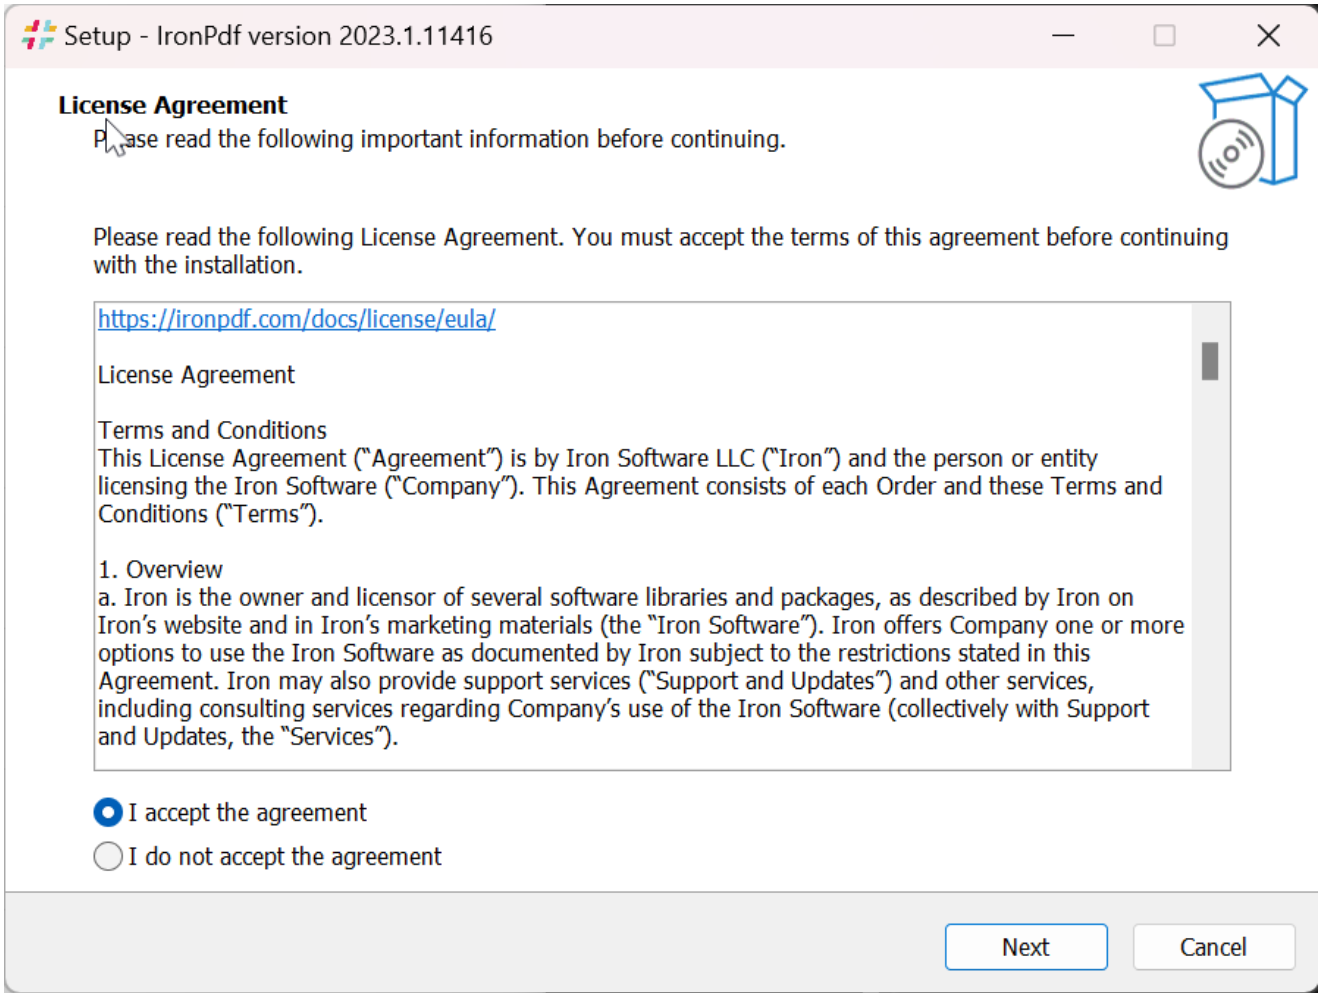 Setup - IronPdf version 2023.1.11416
License Agreement
Please read the following important information before continuing.
Please read the following License Agreement. You must accept the terms of this agreement before continuing
with the installation.
https://ironpdf.com/docs/license/eula/
License Agreement
Terms and Conditions
This License Agreement (“Agreement”) is by Iron Software LLC (“Iron”) and the person or entity
licensing the Iron Software (“Company”). This Agreement consists of each Order and these Terms and
Conditions (“Terms”).
1. Overview
a. Iron is the owner and licensor of several software libraries and packages, as described by Iron on
Iron’s website and in Iron’s marketing materials (the “Iron Software”). Iron offers Company one or more
options to use the Iron Software as documented by Iron subject to the restrictions stated in this
Agreement. Iron may also provide support services (“Support and Updates”) and other services,
including consulting services regarding Company’s use of the Iron Software (collectively with Support
and Updates, the “Services”).
I accept the agreement
I do not accept the agreement
Next
Cancel